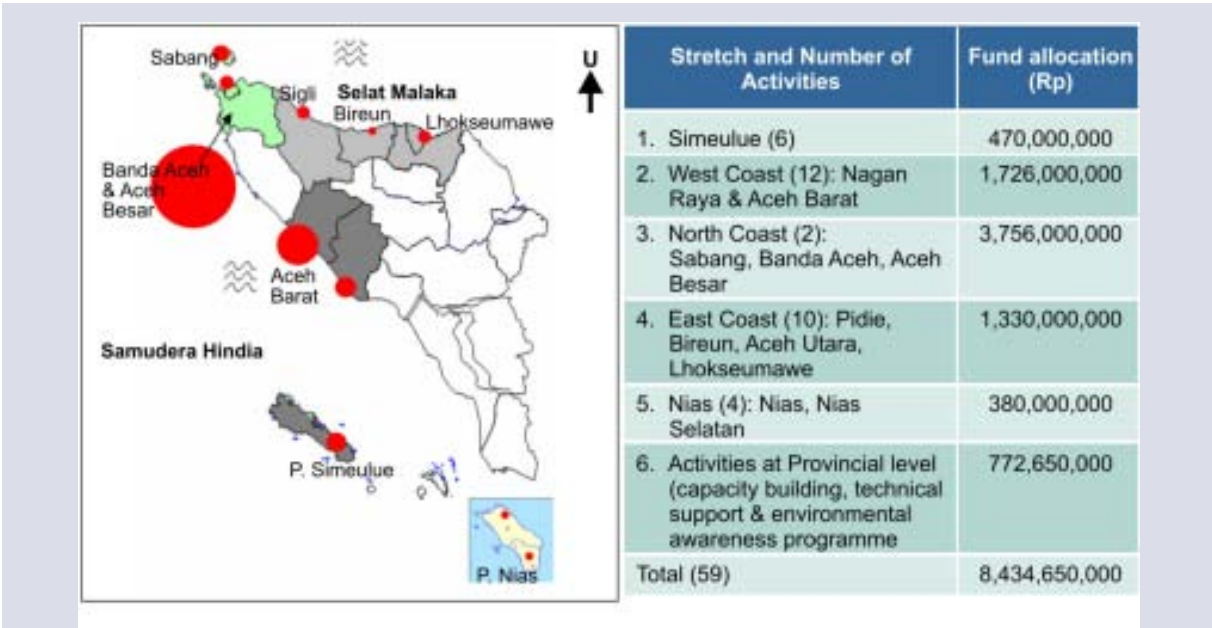 Sabang
U
Sigli
Selat Malaka
Bireun
Lhokseumawe
Banda Aceh
& Aceh
Besar
Aceh
Barat
Samudera Hindia
P. Simeulue
P. Nias
Stretch and Number of
Activities
Fund allocation
(Rp)
1. Simeulue (6)
470,000,000
2. West Coast (12): Nagan
Raya & Aceh Barat
1,726,000,000
3. North Coast (2):
Sabang, Banda Aceh, Aceh
Besar
3,756,000,000
4. East Coast (10): Pidie,
Bireun, Aceh Utara,
Lhokseumawe
1,330,000,000
5. Nias (4): Nias, Nias
Selatan
380,000,000
6. Activities at Provincial level
(capacity building, technical
support & environmental
awareness programme
772,650,000
Total (59)
8,434,650,000